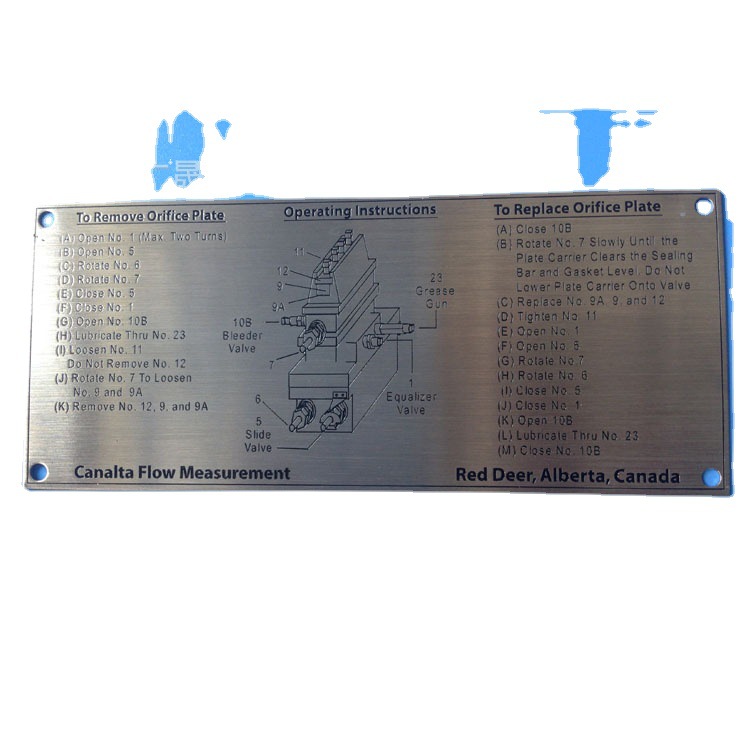 To Remove Orifice Plate
(A) Open No. 1 (Max. Two Turns)
(B) Open No. 5
(C) Rotate No. 6
(D) Rotate No. 7
(E) Close No. 5
(F) Close No. 1
(G) Open No. 10B
(H) Lubricate Thru No. 23
(I) Loosen No. 11
Do Not Remove No. 12
(J) Rotate No. 7 To Loosen
No. 9 and 9A
(K) Remove No. 12, 9, and 9A
Operating Instructions
11
12
9
9A
10B
Bleeder
Valve
7
6
5
Slide
Valve
23
Grease
Gun
1
Equalizer
Valve
To Replace Orifice Plate
(A) Close 10B
(B) Rotate No. 7 Slowly Until the
Plate Carrier Clears the Sealing
Bar and Gasket Level, Do Not
Lower Plate Carrier Onto Valve
(C) Replace No. 9A, 9, and 12
(D) Tighten No. 11
(E) Open No. 1
(F) Open No.
(G) Rotate No.7
(H) Rotate No. 6
(I) Close No. 5
(J) Close No. 1
(K) Open 10B
(L) Lubricate Thru No. 23
(M) Close No. 10B
Canalta Flow Measurement
Red Deer, Alberta, Canada